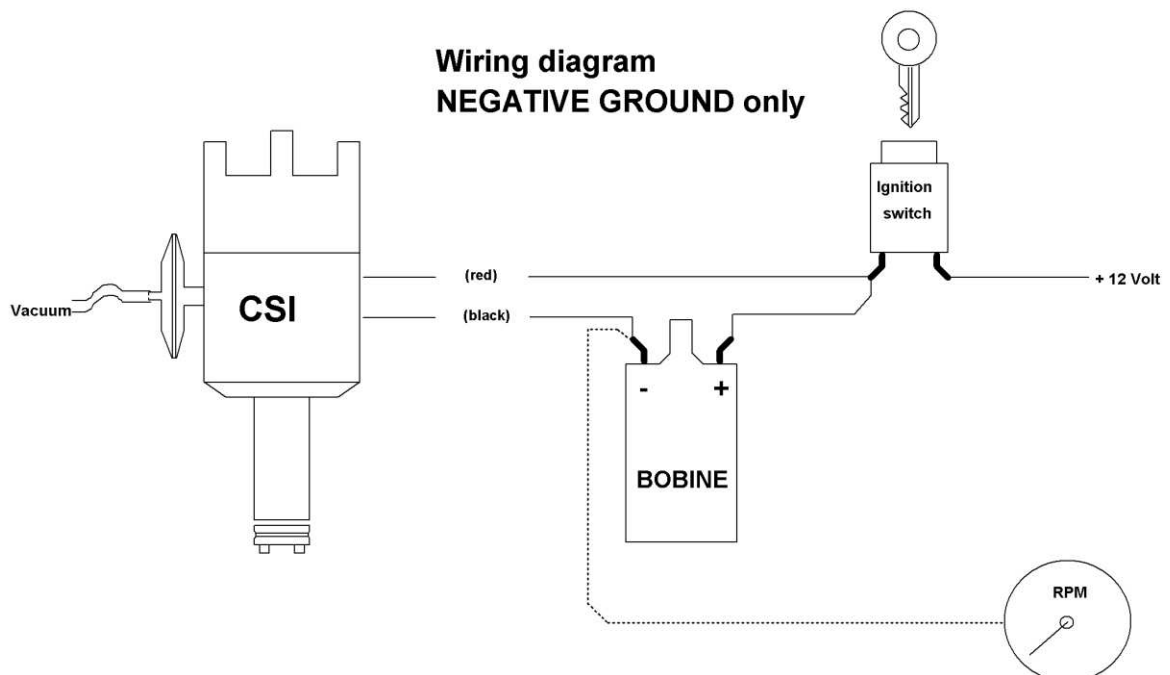 Wiring diagram
NEGATIVE GROUND only
Ignition
switch
(red)
+ 12 Volt
Vacuum
CSI
(black)
- +
BOBINE
RPM